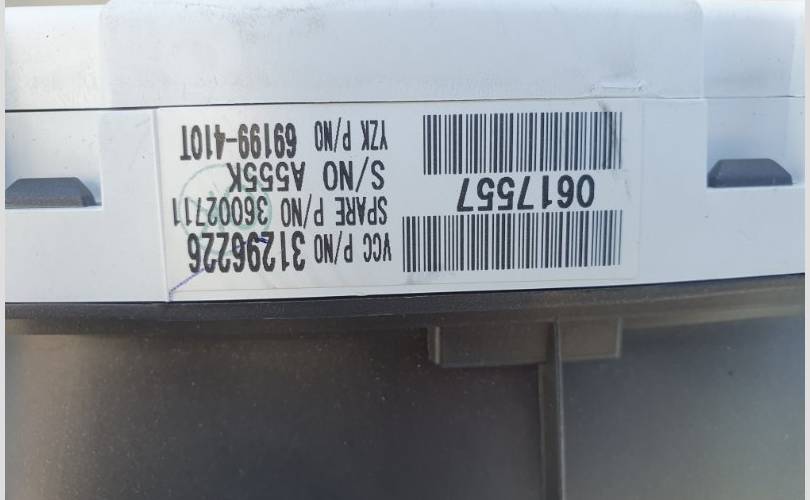 VCC P/NO 31296226
SPARE P/NO 36002711
S/NO A555K
YZK P/NO 69199-410T
0617557